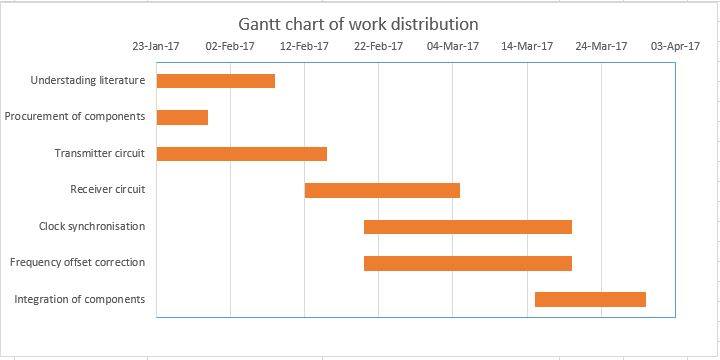 Gantt chart of work distribution
23-Jan-17 02-Feb-17 12-Feb-17 22-Feb-17 04-Mar-17 14-Mar-17 24-Mar-17 03-Apr-17
Understading literature
Procurement of components
Transmitter circuit
Receiver circuit
Clock synchronisation
Frequency offset correction
Integration of components